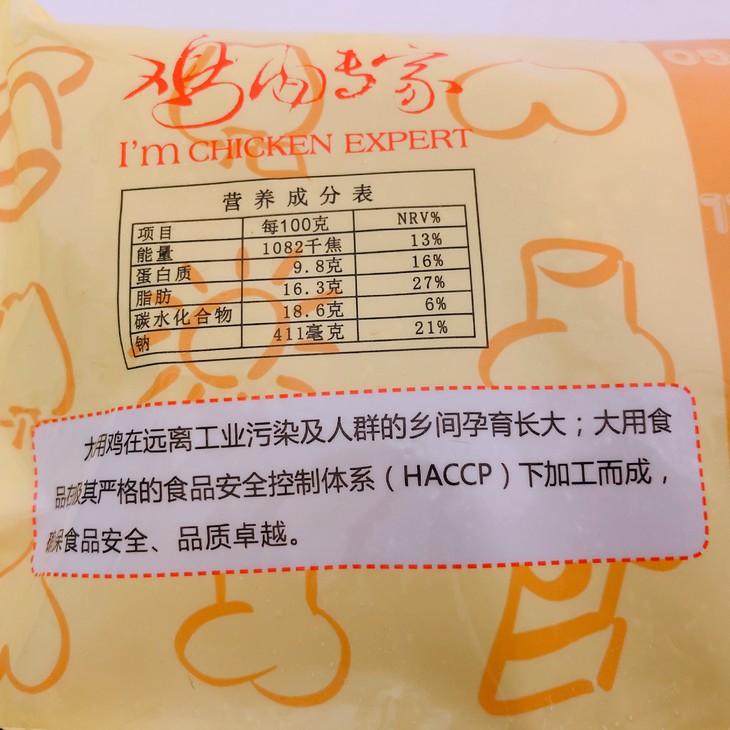 鸡肉专家
I'm CHICKEN EXPERT
营养成分表
项目 每100克 NRV%
能量 1082千焦 13%
蛋白质 9.8克 16%
脂肪 16.3克 27%
碳水化合物 18.6克 6%
钠 411毫克 21%
大用鸡在远离工业污染及人群的乡间孕育长大；大用食
品在极其严格的食品安全控制体系（HACCP）下加工而成，
确保食品安全、品质卓越。